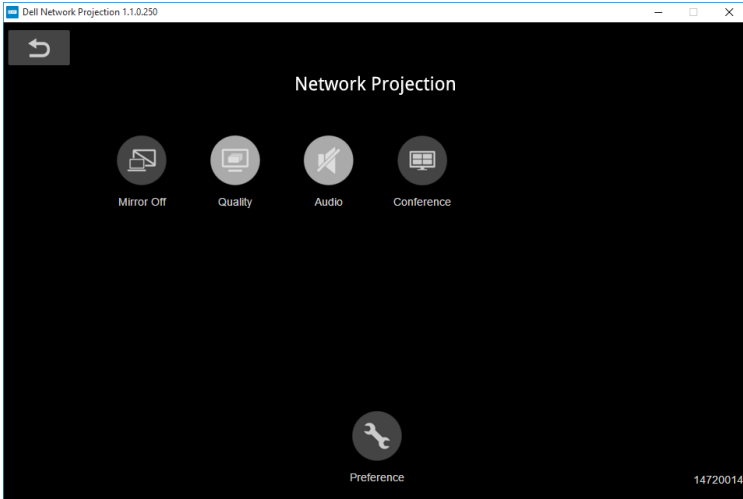 Dell Network Projection 1.1.0.250
Network Projection
Mirror Off Quality Audio Conference
Preference
14720014